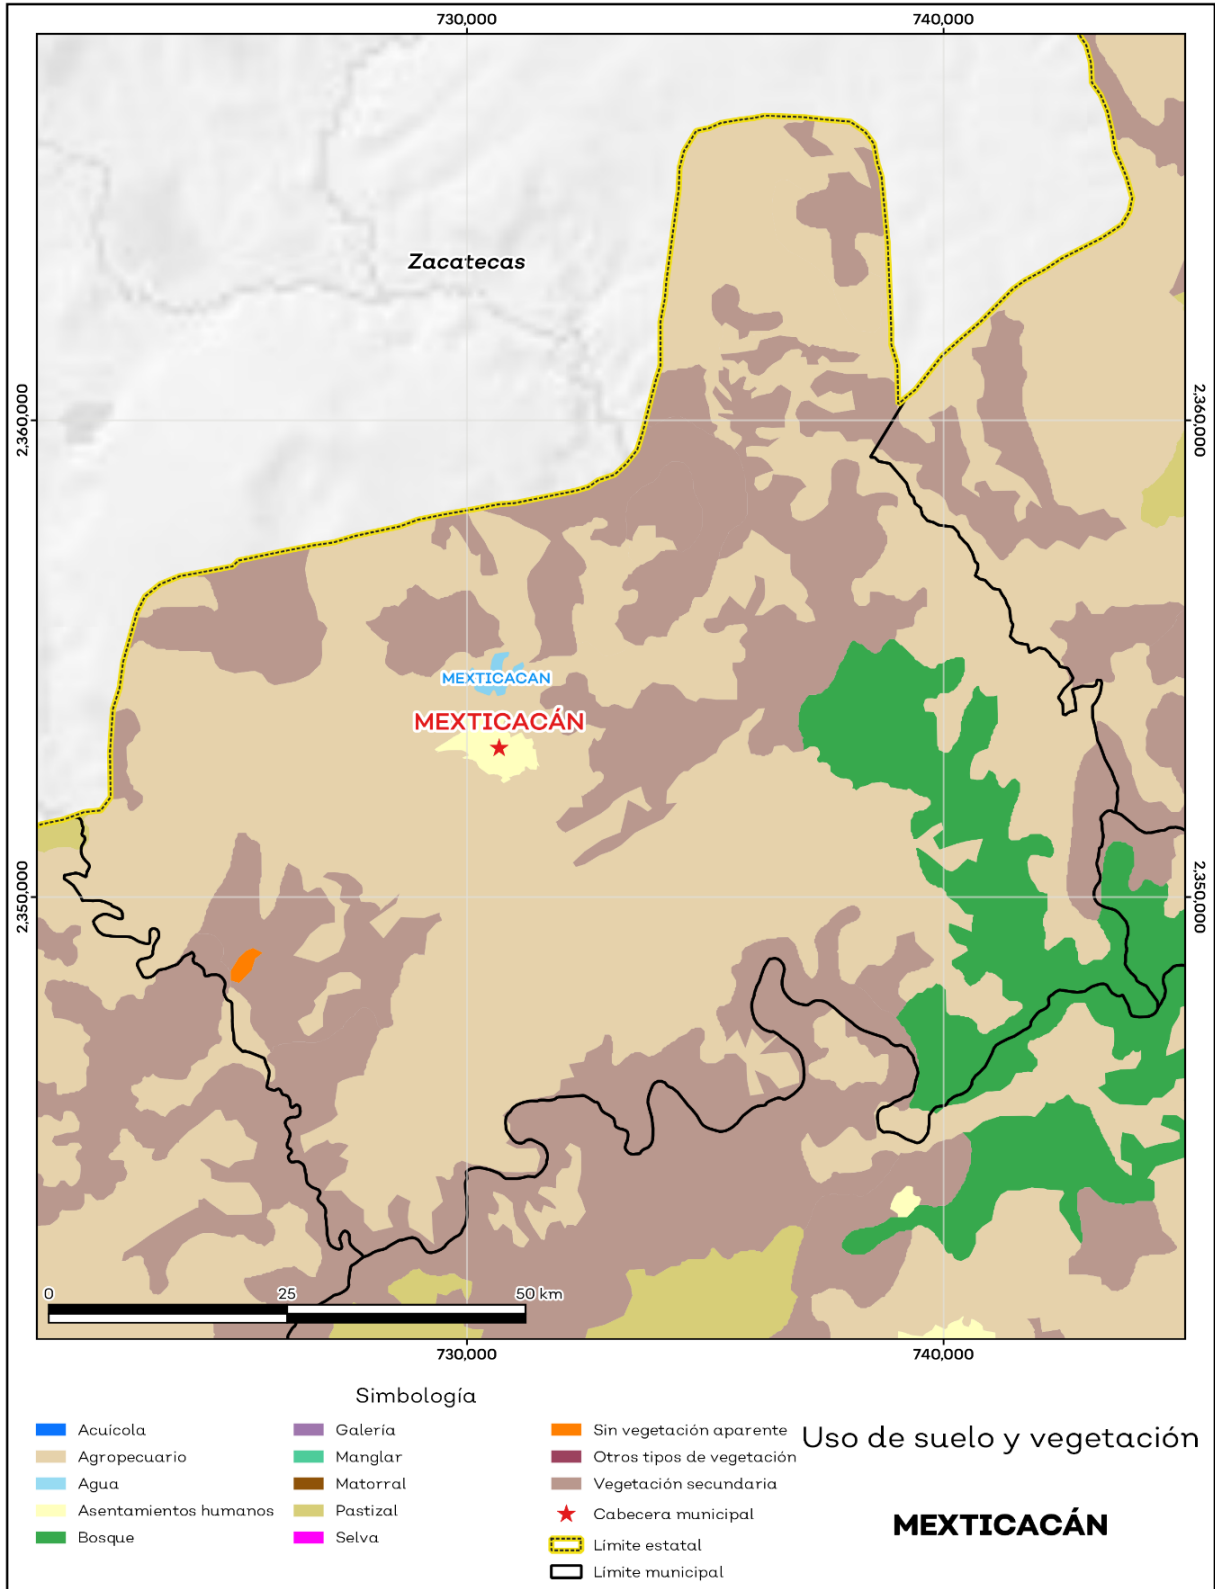 730,000
740,000
Zacatecas
2,360,000
2,360,000
MEXTICACAN
MEXTICACÁN
2,350,000
2,350,000
0 25 50 km
730,000
740,000
Simbología
Acuícola
Agropecuario
Agua
Asentamientos humanos
Bosque
Galería
Manglar
Matorral
Pastizal
Selva
Sin vegetación aparente
Otros tipos de vegetación
Vegetación secundaria
Cabecera municipal
Límite estatal
Límite municipal
Uso de suelo y vegetación
MEXTICACÁN